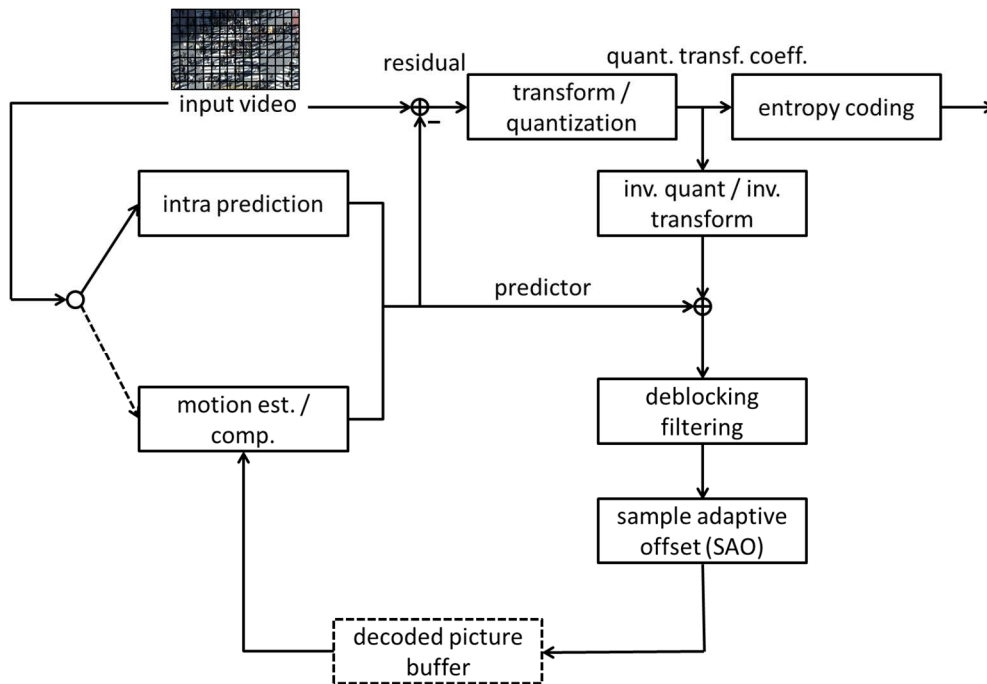 residual
quant. transf. coeff.
input video
transform /
quantization
entropy coding
intra prediction
inv. quant / inv.
transform
predictor
motion est. /
comp.
deblocking
filtering
sample adaptive
offset (SAO)
decoded picture
buffer